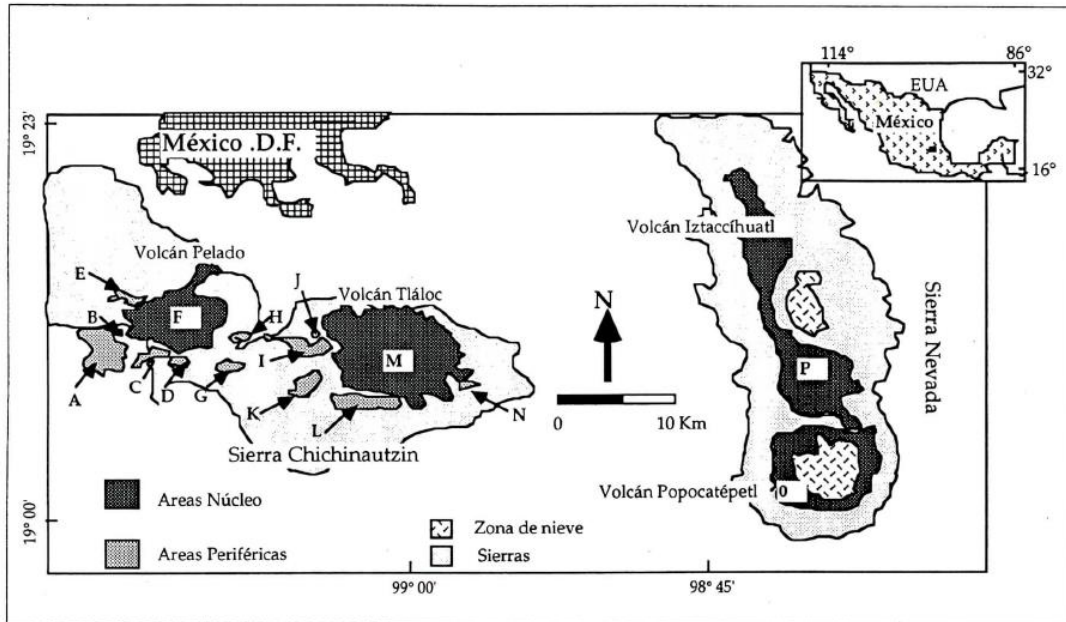 114°
86°
32°
EUA
México
16°
19° 23'
México .D.F.
Volcán Pelado
Volcán Iztaccíhuatl
E
J
Volcán Tláloc
N
Sierra Nevada
B
F
H
I
M
P
A
C
D
G
K
L
N
0
10 Km
Sierra Chichinautzin
Volcán Popocatépetl
0
Areas Núcleo
Zona de nieve
19° 00'
Areas Periféricas
Sierras
99° 00'
98° 45'